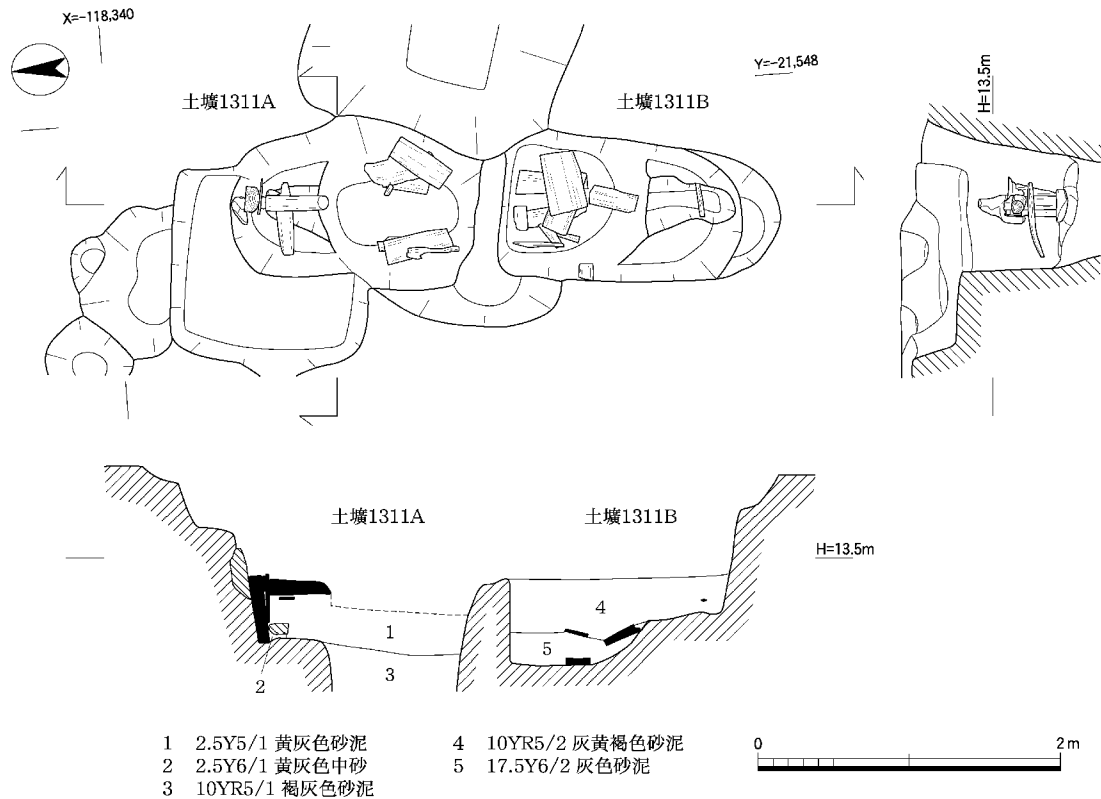 X=-118,340
Y=-21,548
H=13.5m
土壙1311A
土壙1311B
土壙1311A
土壙1311B
H=13.5m
1
2
3
4
5
1 2.5Y5/1 黄灰色砂泥
2 2.5Y6/1 黄灰色中砂
3 10YR5/1 褐灰色砂泥
4 10YR5/2 灰黄褐色砂泥
5 17.5Y6/2 灰色砂泥
0 2m